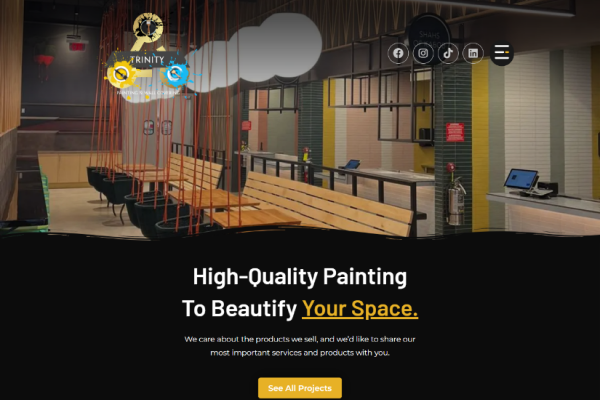 TRINITY
High-Quality Painting
To Beautify Your Space.
We care about the products we sell, and we'd like to share our
most important services and products with you.
See All Projects